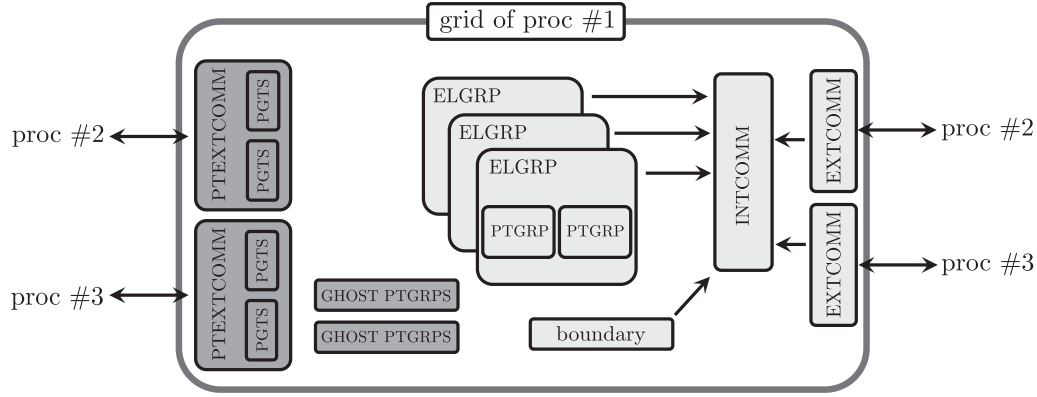 grid of proc #1
proc #2
PTEXTCOMM
PGTS
PGTS
ELGRP
ELGRP
ELGRP
PTGRP
PTGRP
INTCOMM
EXTCOMM
proc #2
proc #3
PTEXTCOMM
PGTS
PGTS
GHOST PTGRPS
GHOST PTGRPS
boundary
EXTCOMM
proc #3